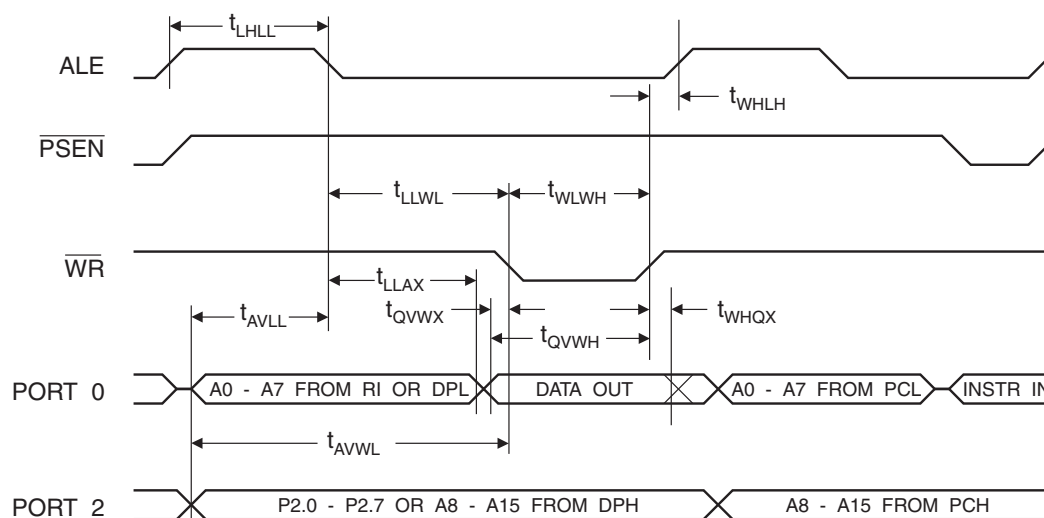 tLHLL
ALE
tWHLH
PSEN
tLLWL
tWLWH
WR
tLLAX
tAVLL
tQVWX
tWHQX
tQVWH
PORT 0
A0 - A7 FROM RI OR DPL
DATA OUT
A0 - A7 FROM PCL
INSTR IN
tAVWL
PORT 2
P2.0 - P2.7 OR A8 - A15 FROM DPH
A8 - A15 FROM PCH